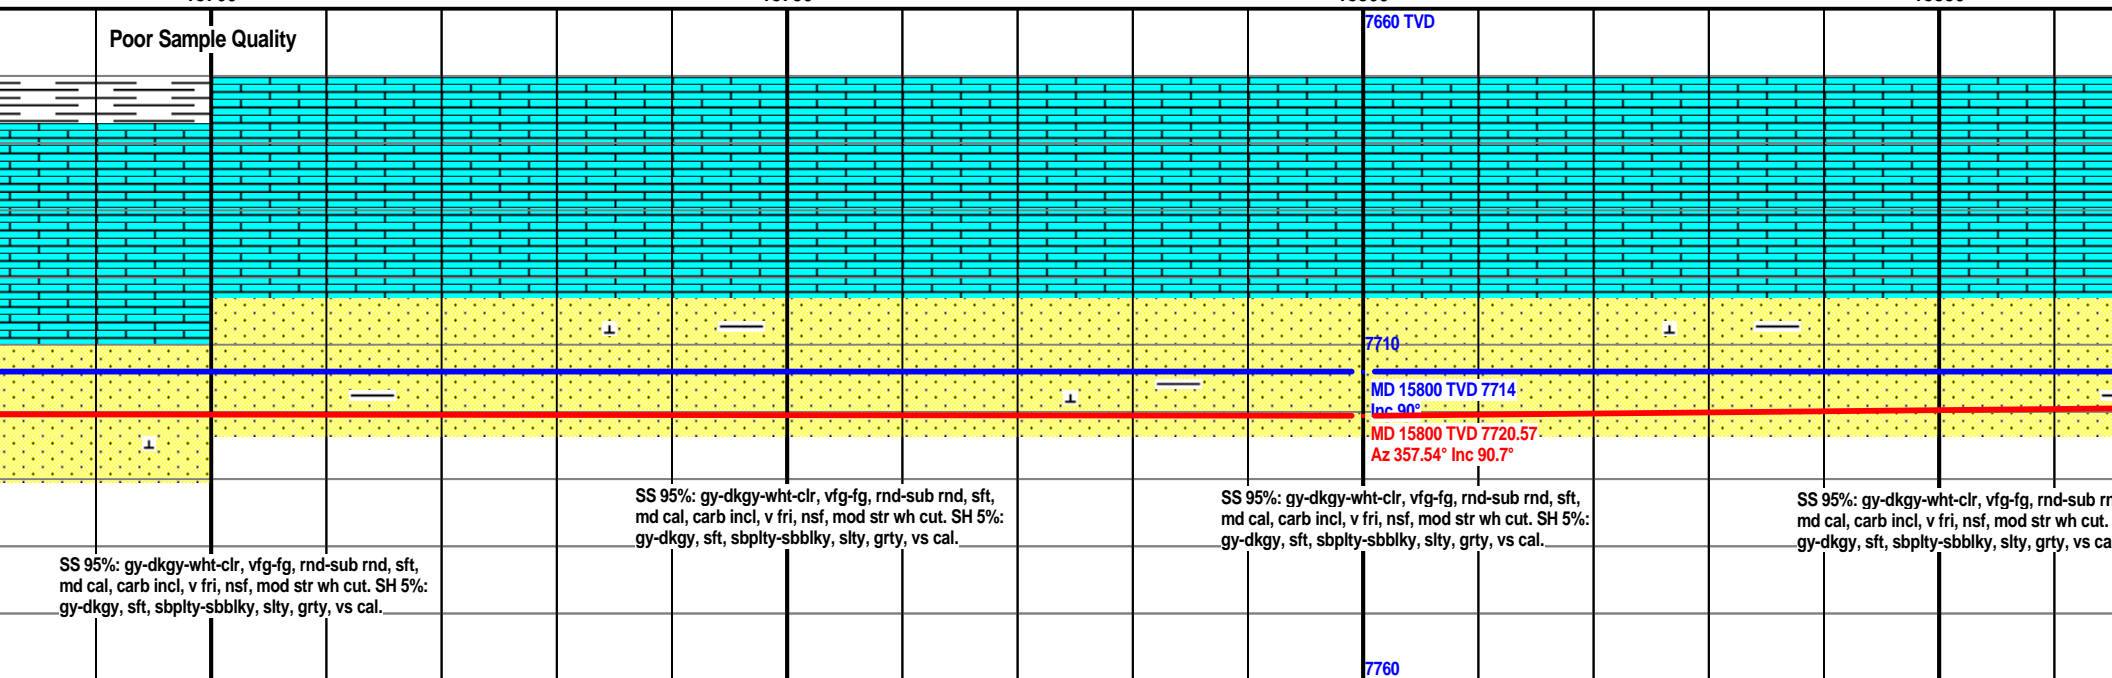 7660 TVD
Poor Sample Quality
7710
MD 15800 TVD 7714
Inc 90°
MD 15800 TVD 7720.57
Az 357.54° Inc 90.7°
SS 95%: gy-dkgy-wht-clr, vfg-fg, rnd-sub rnd, sft,
md cal, carb incl, v fri, nsf, mod str wh cut. SH 5%:
gy-dkgy, sft, sbplty-sbblky, slty, grty, vs cal.
SS 95%: gy-dkgy-wht-clr, vfg-fg, rnd-sub rnd, sft,
md cal, carb incl, v fri, nsf, mod str wh cut. SH 5%:
gy-dkgy, sft, sbplty-sbblky, slty, grty, vs cal.
SS 95%: gy-dkgy-wht-clr, vfg-fg, rnd-sub
md cal, carb incl, v fri, nsf, mod str wh cut.
gy-dkgy, sft, sbplty-sbblky, slty, grty, vs
SS 95%: gy-dkgy-wht-clr, vfg-fg, rnd-sub rnd, sft,
md cal, carb incl, v fri, nsf, mod str wh cut. SH 5%:
gy-dkgy, sft, sbplty-sbblky, slty, grty, vs cal.
7760